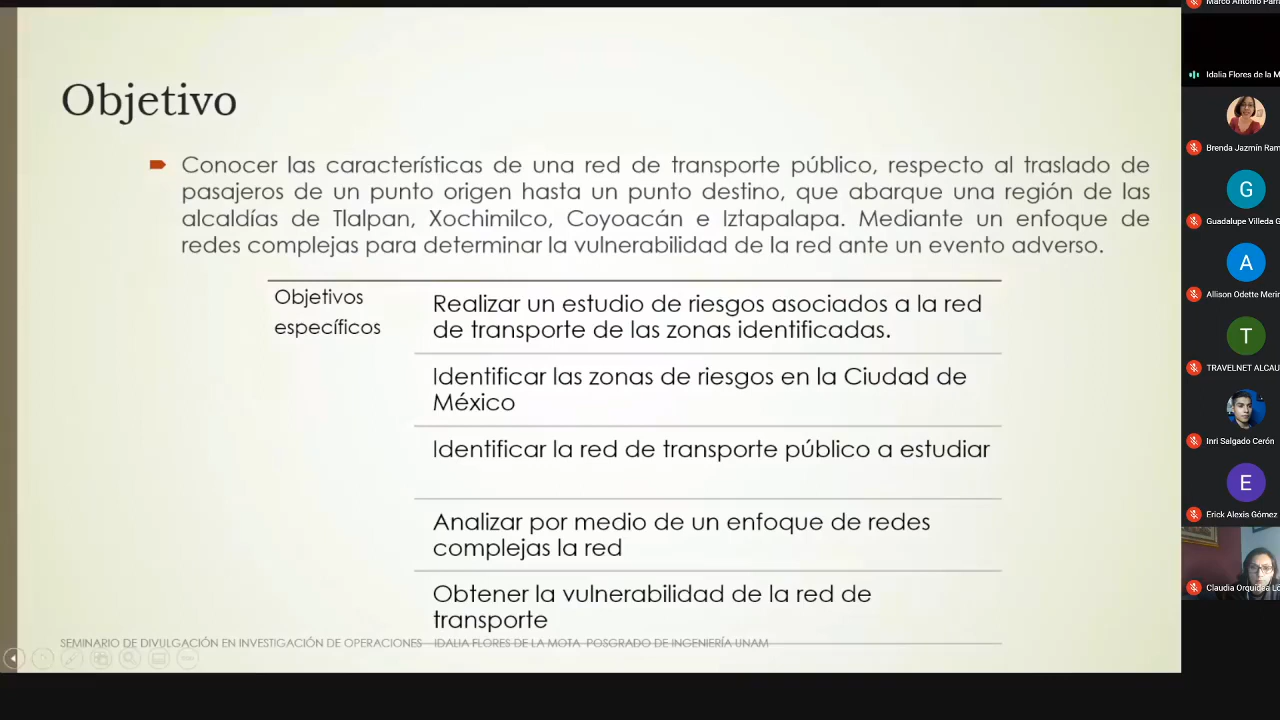 Objetivo
Conocer las características de una red de transporte público, respecto al traslado de
pasajeros de un punto origen hasta un punto destino, que abarque una región de las
alcaldías de Tlalpan, Xochimilco, Coyoacán e Iztapalapa. Mediante un enfoque de
redes complejas para determinar la vulnerabilidad de la red ante un evento adverso.
Objetivos
específicos
Realizar un estudio de riesgos asociados a la red
de transporte de las zonas identificadas.
Identificar las zonas de riesgos en la Ciudad de
México
Identificar la red de transporte público a estudiar
Analizar por medio de un enfoque de redes
complejas la red
Obtener la vulnerabilidad de la red de
transporte
SEMINARIO DE DIVULGACIÓN EN INVESTIGACIÓN DE OPERACIONES IDALIA FLORES DE LA MOTA POSGRADO DE INGENIERÍA UNAM
Marco Antonio
Idalia Flores de la M
Brenda Jazmín Ram
G
Guadalupe Villeda G
A
Allison Odette Merin
T
TRAVELNET ALCAU
Inri Salgado Cerón
E
Erick Alexis Gómez
Claudia Orquidea Ló